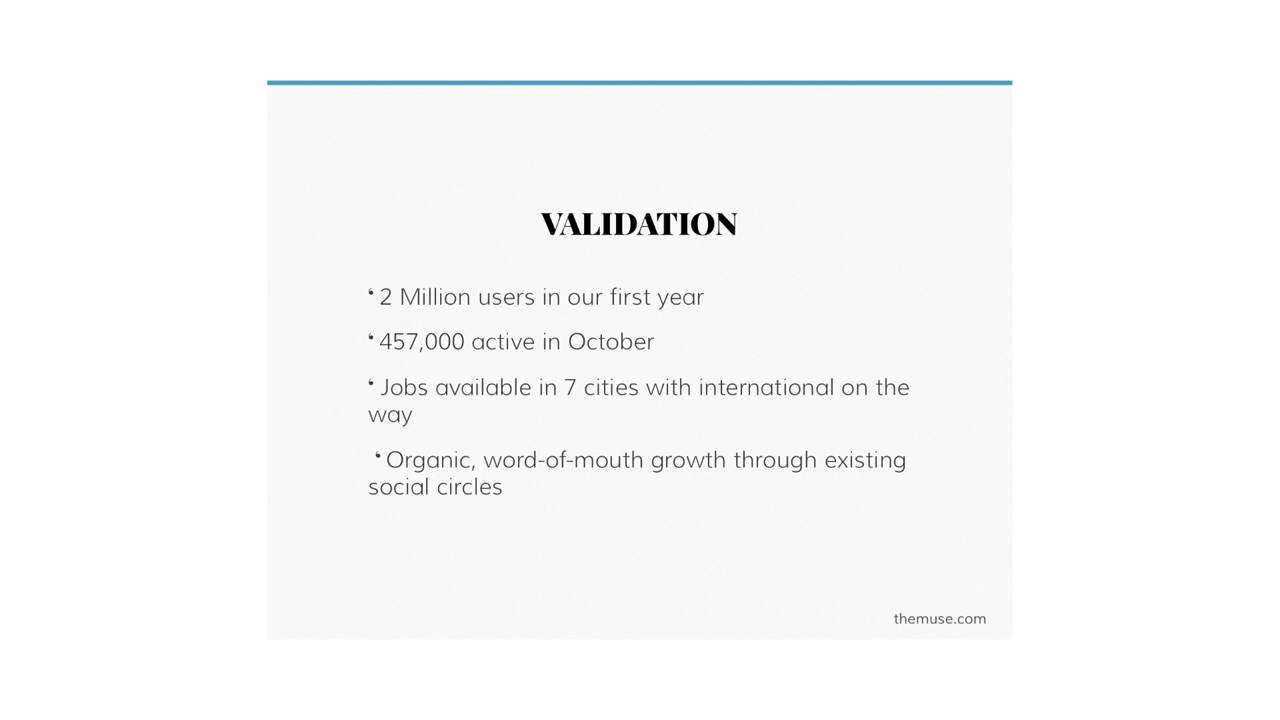 VALIDATION
• 2 Million users in our first year
• 457,000 active in October
• Jobs available in 7 cities with international on the
way
• Organic, word-of-mouth growth through existing
social circles
themuse.com